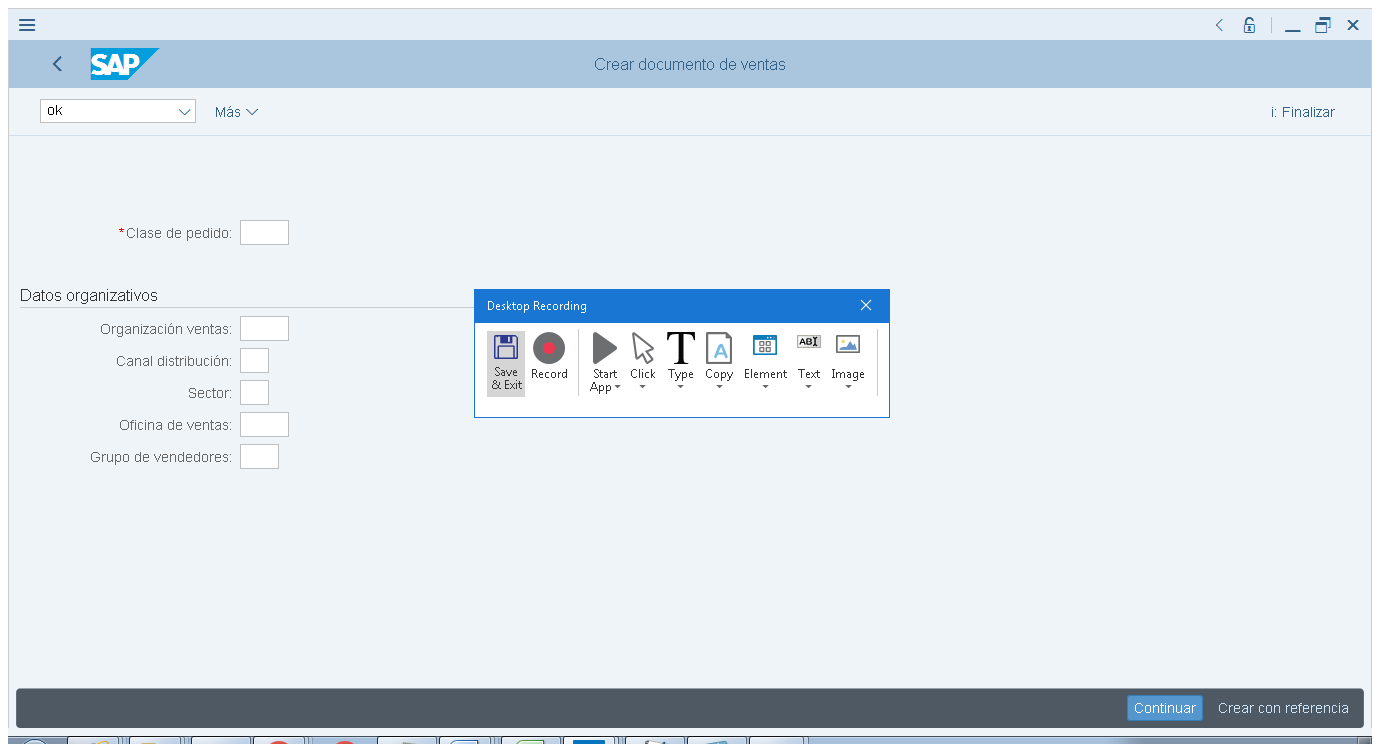 SAP
Crear documento de ventas
ok
Más
i: Finalizar
*Clase de pedido:
Datos organizativos
Organización ventas:
Canal distribución:
Sector:
Oficina de ventas:
Grupo de vendedores:
Desktop Recording
Save & Exit
Record
Start App
Click
Type
Copy
Element
Text
Image
T
A
ABI
Continuar
Crear con referencia